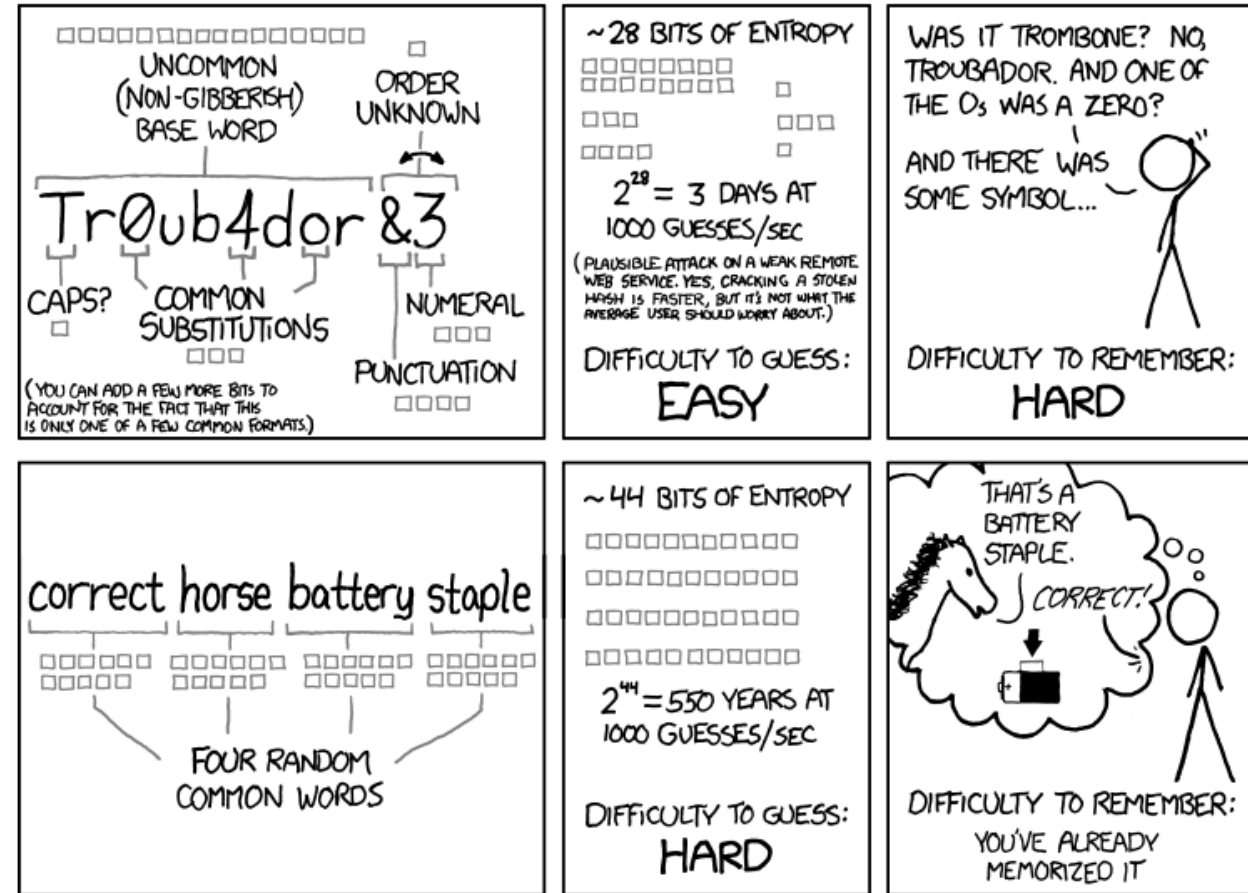 UNCOMMON
(NON-GIBBERISH)
BASE WORD
ORDER
UNKNOWN
Tr0ub4dor &3
CAPS?
COMMON
SUBSTITUTIONS
NUMERAL
PUNCTUATION
(YOU CAN ADD A FEW MORE BITS TO
ACCOUNT FOR THE FACT THAT THIS
IS ONLY ONE OF A FEW COMMON FORMATS.)
~28 BITS OF ENTROPY
2²⁸ = 3 DAYS AT
1000 GUESSES/SEC
(PLAUSIBLE ATTACK ON A WEAK REMOTE
WEB SERVICE. YES, CRACKING A STOLEN
HASH IS FASTER, BUT IT'S NOT WHAT THE
AVERAGE USER SHOULD WORRY ABOUT.)
DIFFICULTY TO GUESS:
EASY
WAS IT TROMBONE? NO,
TROUBADOR. AND ONE OF
THE Os WAS A ZERO?
AND THERE WAS
SOME SYMBOL...
DIFFICULTY TO REMEMBER:
HARD
correct horse battery staple
FOUR RANDOM
COMMON WORDS
~44 BITS OF ENTROPY
2⁴⁴ = 550 YEARS AT
1000 GUESSES/SEC
DIFFICULTY TO GUESS:
HARD
THAT'S A
BATTERY
STAPLE.
CORRECT!
+
DIFFICULTY TO REMEMBER:
YOU'VE ALREADY
MEMORIZED IT